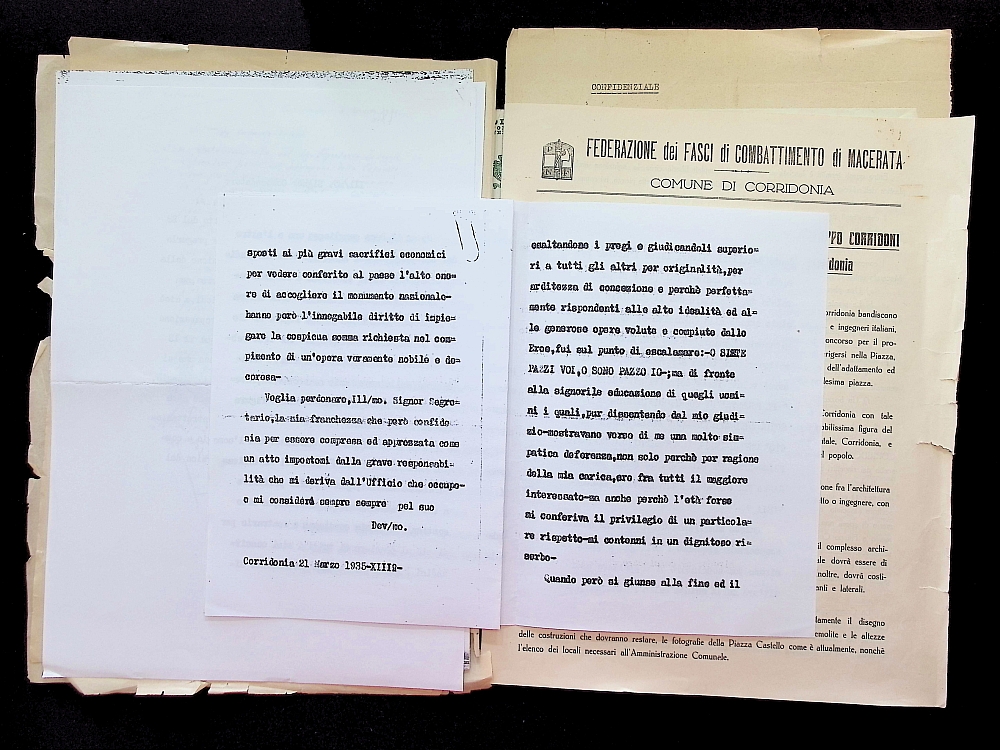 CONFIDENZIALE
FEDERAZIONE dei FASCI di COMBATTIMENTO di MACERATA
COMUNE DI CORRIDONIA
PPO CORRIDONI
donia
orridonia bandiscono
e ingegneri italiani,
oncorso per il pro-
rigersi nella Piazza,
dell'adattamento ed
desima piazza.
Corridonia con tale
obilissima figura del
tale, Corridonia, e
l popolo.
one fra l'architettura
llo o ingegnere, con
il complesso archi-
ale dovrà essere di
inoltre, dovrà costi-
anti e laterali.
tamente il disegno
emolite e le altezze
delle costruzioni che dovranno restare, le fotografie della Piazza Castello come è attualmente, nonchè
l'elenco dei locali necessari all'Amministrazione Comunele.
sposti ai più gravi sacrifici economici
per vedere conferito al paese l'alto ono=
re di accogliere il monumento nazionale-
hanno però l'innegabile diritto di impie=
gare la cospicua somma richiesta nel com=
pimento di un'opera veramente nobile e de=
corosa-
Voglia perdonare,Ill/mo. Signor Segre=
tario,la mia franchezza che però confido
sia per essere compresa ed apprezzata come
un atto impostomi dalla grave responsabi=
lità che mi deriva dall'Ufficio che occupo-
e mi consideri sempre sempre pel suo
Dev/mo.
Corridonia 21 Marzo 1935-XIIIº-
esaltandone i pregi e giudicandoli superio=
ri a tutti gli altri per originalità,per
arditezza di concezione e perchè perfetta=
mente rispondenti alle alte idealità ed al=
le generose opere volute e compiute dallo
Eroe,fui sul punto di esclamare:-O SIETE
PAZZI VOI,O SONO PAZZO IO-;ma di fronte
alla signorile educazione di quegli uomi=
ni i quali,pur dissentendo dal mio giudi=
zio-mostravano verso di me una molto sim=
patica deferenza,non solo perchè per ragione
della mia carica,ero fra tutti il maggiore
interessato-ma anche perchè l'età forse
mi conferiva il privilegio di un particola=
re rispetto-mi contenni in un dignitoso ri=
serbo-
Quando però si giunse alla fine ed il